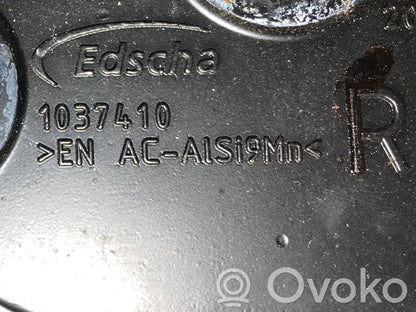 Edscha
1037410
>EN AC-AlSi9Mn<
R
Ovoko